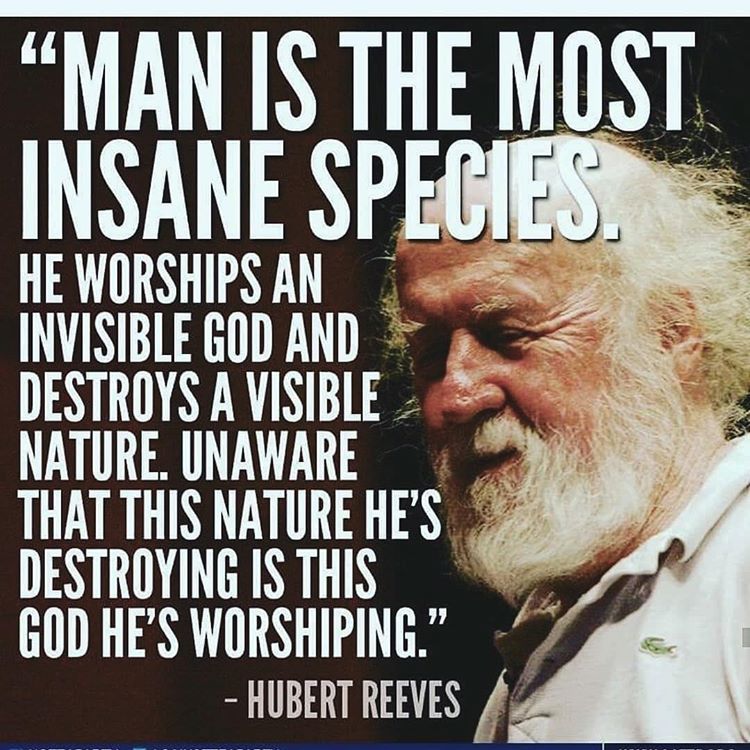 “MAN IS THE MOST
INSANE SPECIES.
HE WORSHIPS AN
INVISIBLE GOD AND
DESTROYS A VISIBLE
NATURE. UNAWARE
THAT THIS NATURE HE’S
DESTROYING IS THIS
GOD HE’S WORSHIPING.”
– HUBERT REEVES